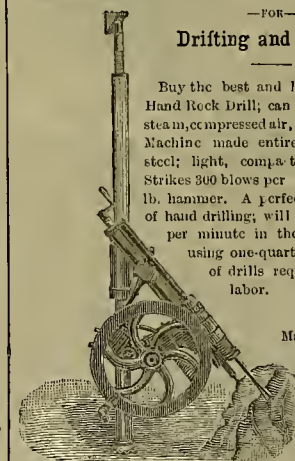 —FOR—
Drifting and
Buy the best and
Hand Rock Drill; can
steam, compressed air,
Machine made entire
steel; light, compa t
Strikes 300 blows per
lb. hammer. A perfe
of hand drilling; will
per minute in the
using one-quart
of drills req
labor.
Ma